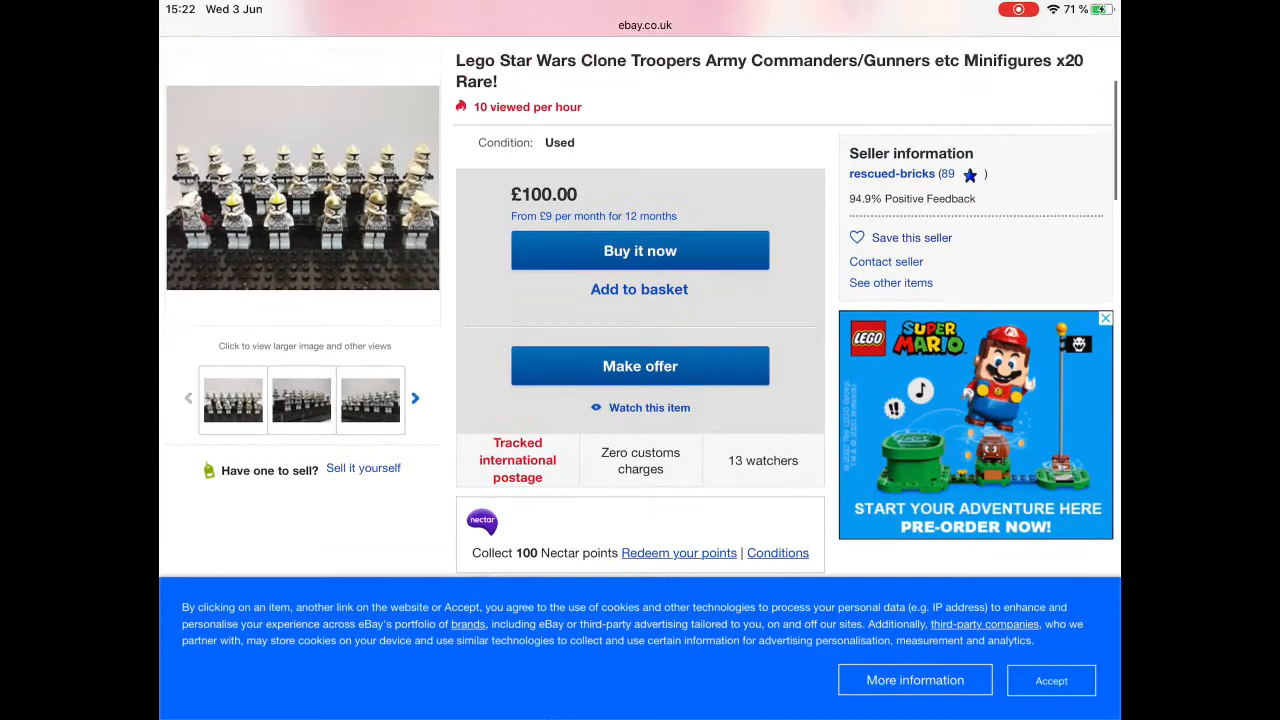 15:22 Wed 3 Jun
71 %
ebay.co.uk
Lego Star Wars Clone Troopers Army Commanders/Gunners etc Minifigures x20
Rare!
10 viewed per hour
Condition: Used
£100.00
From £9 per month for 12 months
Buy it now
Add to basket
Make offer
Watch this item
Tracked
international
postage
Zero customs
charges
13 watchers
nectar
Collect 100 Nectar points Redeem your points | Conditions
Click to view larger image and other views
Have one to sell? Sell it yourself
Seller information
rescued-bricks (89 )
94.9% Positive Feedback
Save this seller
Contact seller
See other items
LEGO SUPER
MARIO
START YOUR ADVENTURE HERE
PRE-ORDER NOW!
By clicking on an item, another link on the website or Accept, you agree to the use of cookies and other technologies to process your personal data (e.g. IP address) to enhance and
personalise your experience across eBay's portfolio of brands, including eBay or third-party advertising tailored to you, on and off our sites. Additionally, third-party companies, who we
partner with, may store cookies on your device and use similar technologies to collect and use certain information for advertising personalisation, measurement and analytics.
More information
Accept